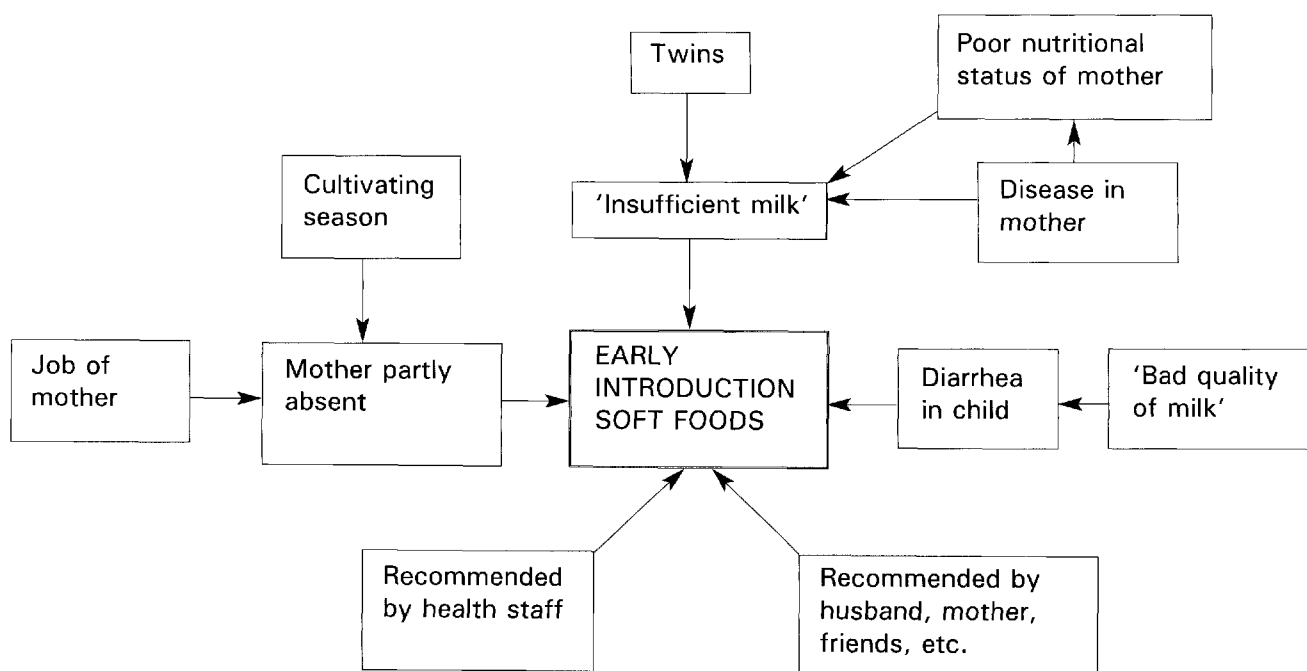 Twins
Poor nutritional
status of mother
Cultivating
season
'Insufficient milk'
Disease in
mother
Job of
mother
Mother partly
absent
EARLY
INTRODUCTION
SOFT FOODS
Diarrhea
in child
'Bad quality
of milk'
Recommended
by health staff
Recommended by
husband, mother,
friends, etc.